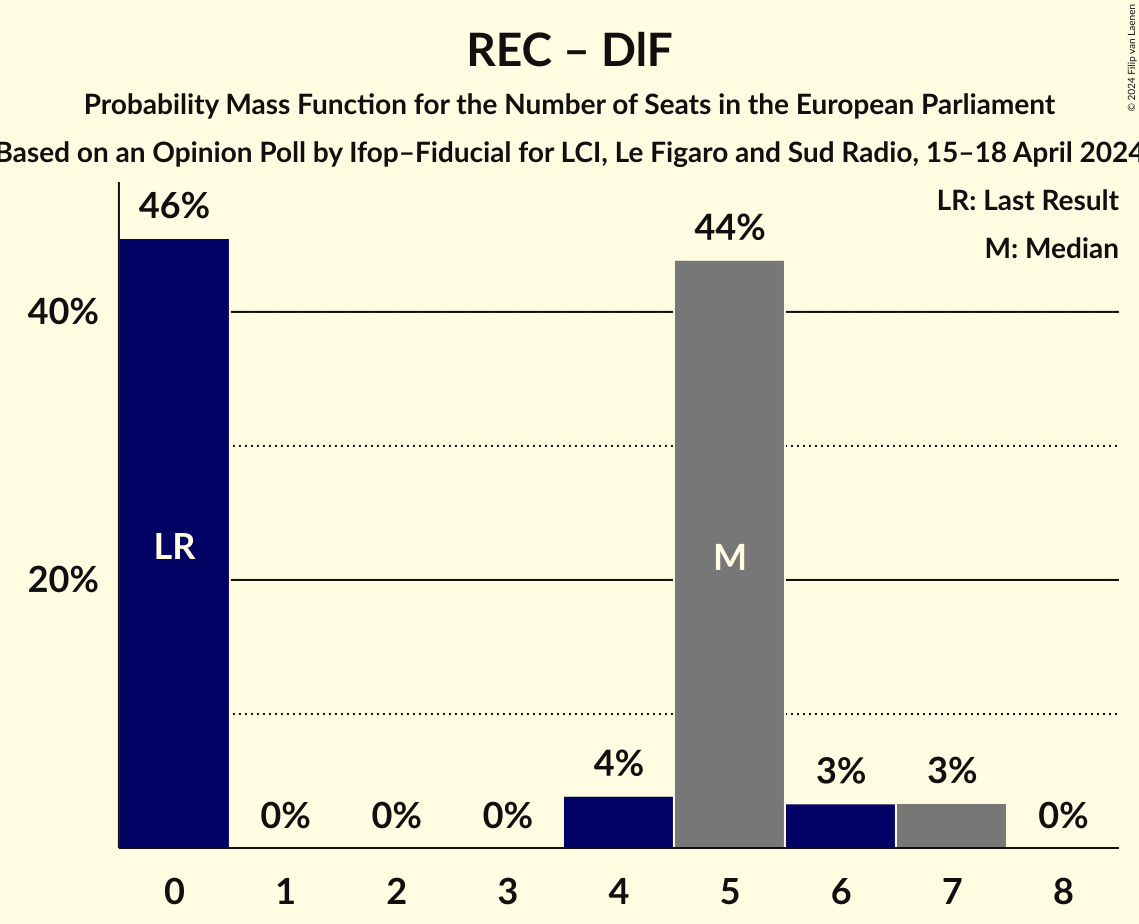 REC – DlF
Probability Mass Function for the Number of Seats in the European Parliament
Based on an Opinion Poll by Ifop–Fiducial for LCI, Le Figaro and Sud Radio, 15–18 April 2024
© 2024 Filip van Laenen
LR: Last Result
M: Median
46%
44%
40%
LR
M
20%
4%
3%
3%
0%
0%
0%
0%
0 1 2 3 4 5 6 7 8